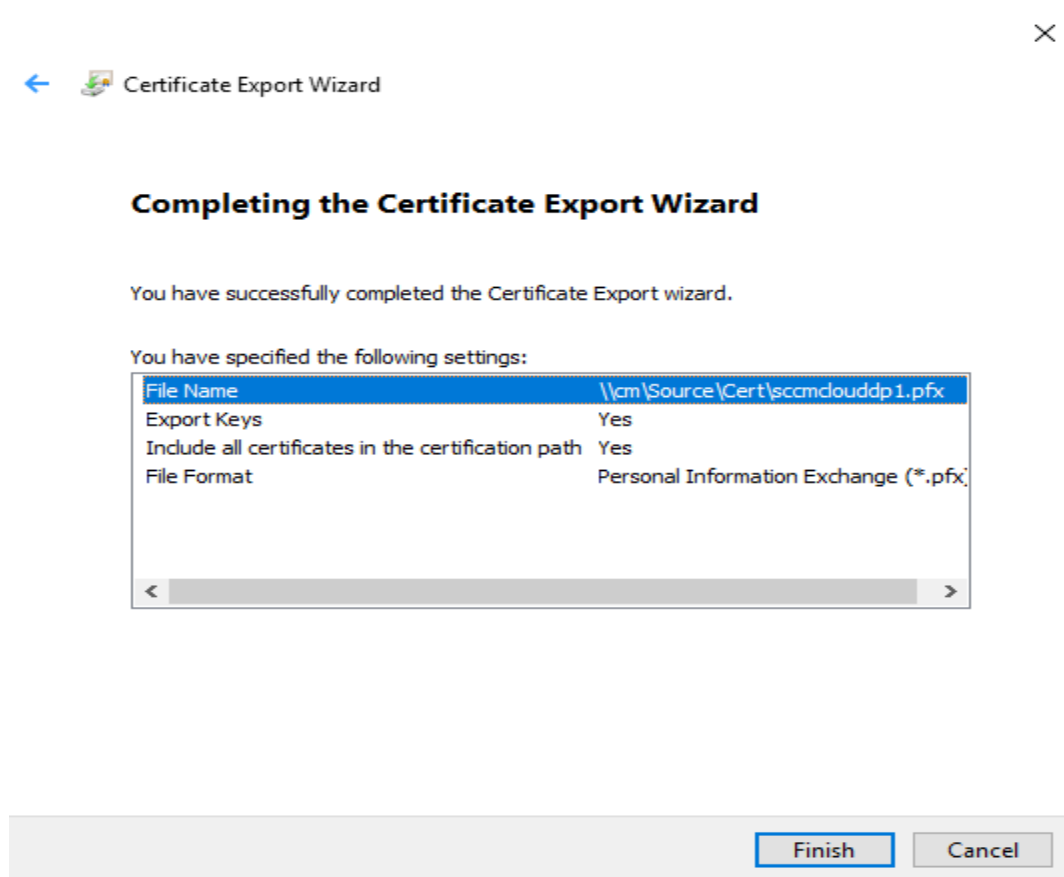 Certificate Export Wizard
Completing the Certificate Export Wizard
You have successfully completed the Certificate Export wizard.
You have specified the following settings:
File Name \\cm\Source\Cert\sccmclouddp1.pfx
Export Keys Yes
Include all certificates in the certification path Yes
File Format Personal Information Exchange (*.pfx)
Finish Cancel